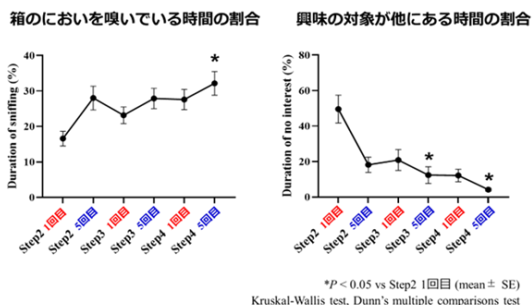 箱のにおいを嗅いでいる時間の割合
Duration of sniffing (%)
40
30
20
10
0
*
Step2 1回目
Step2 5回目
Step3 1回目
Step3 5回目
Step4 1回目
Step4 5回目
興味の対象が他にある時間の割合
Duration of no interest (%)
80
60
40
20
0
*
*
Step2 1回目
Step2 5回目
Step3 1回目
Step3 5回目
Step4 1回目
Step4 5回目
*P < 0.05 vs Step2 1回目 (mean± SE)
Kruskal-Wallis test, Dunn's multiple comparisons test